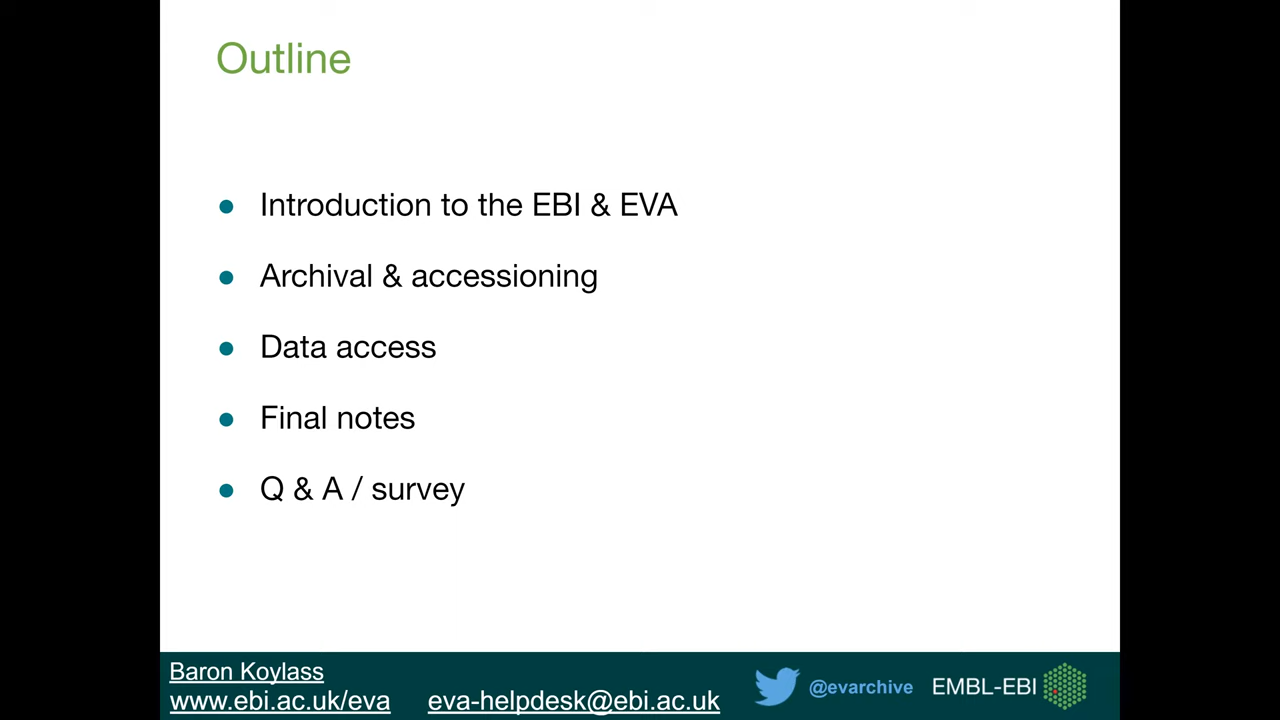 Outline
● Introduction to the EBI & EVA
● Archival & accessioning
● Data access
● Final notes
● Q & A / survey
Baron Koylass
www.ebi.ac.uk/eva eva-helpdesk@ebi.ac.uk
@evarchive EMBL-EBI